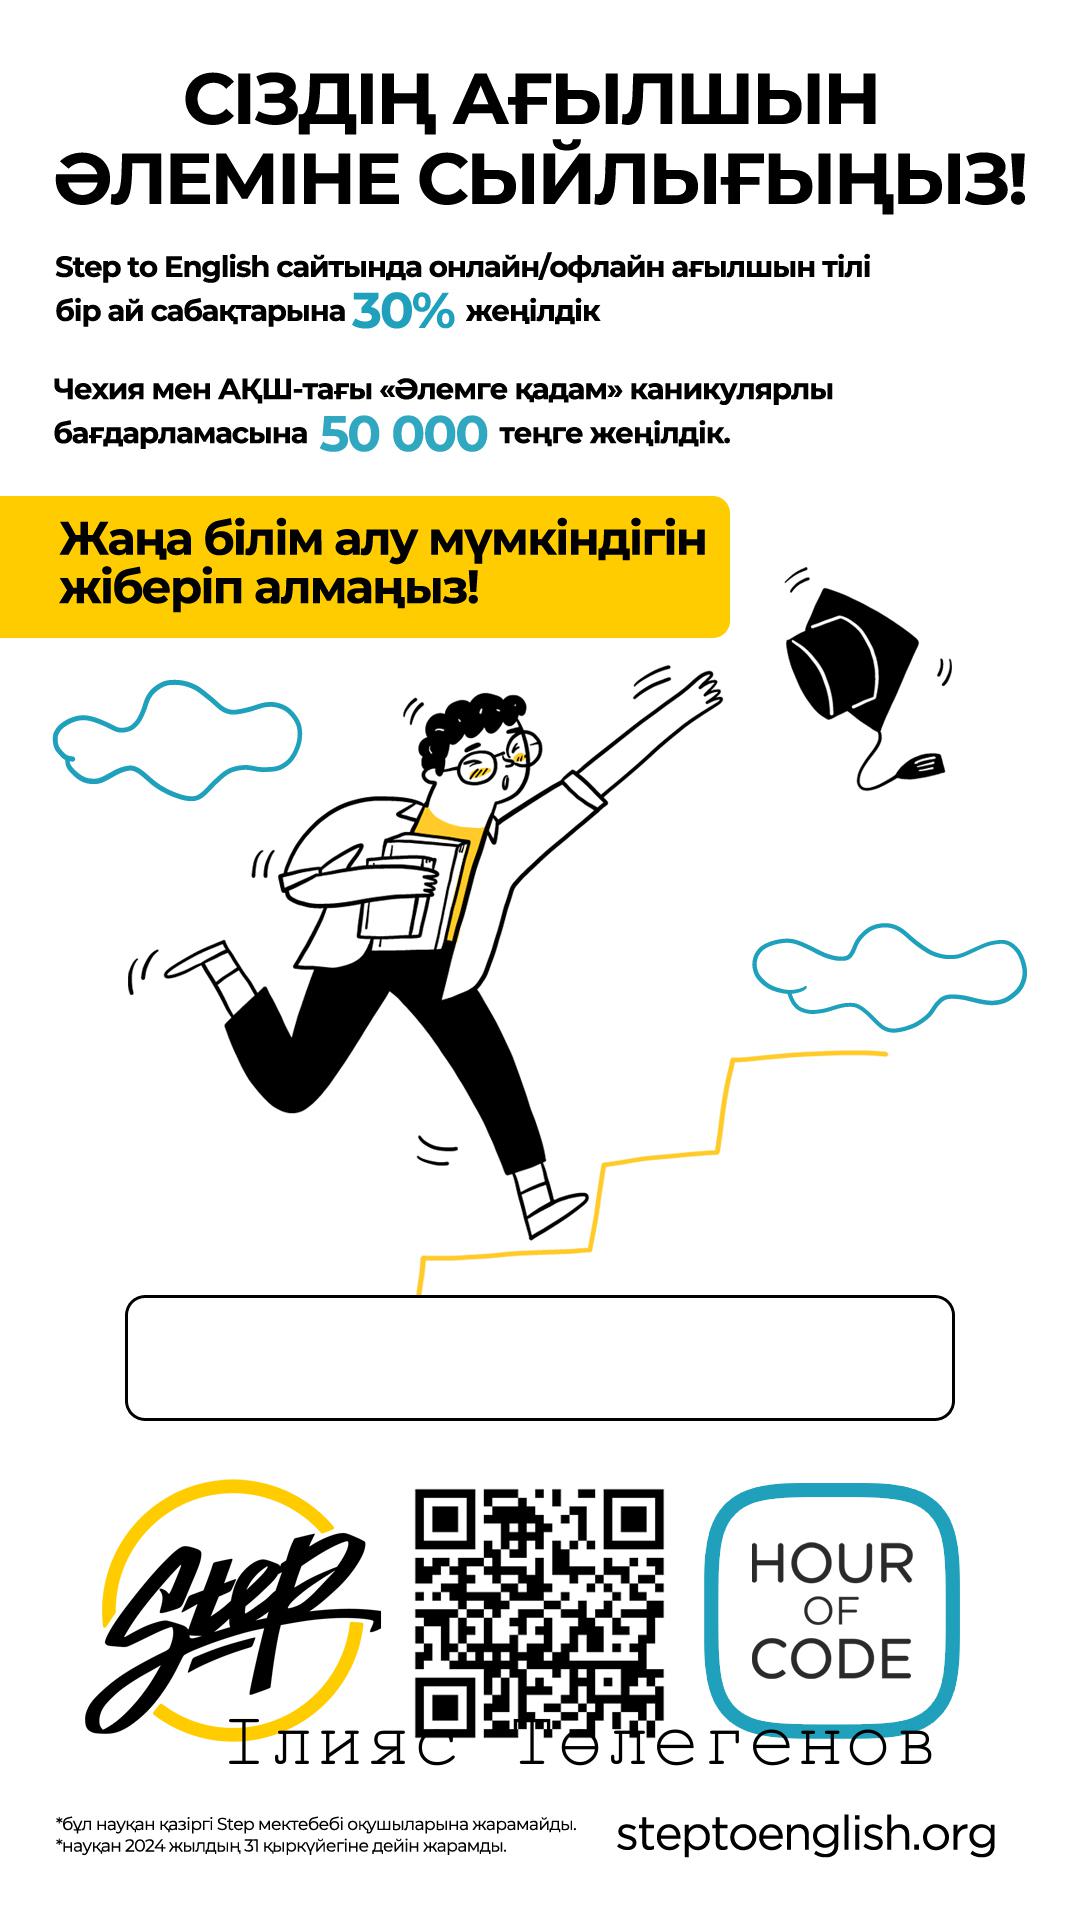 СІЗДІҢ АҒЫЛШЫН
ӘЛЕМІНЕ СЫЙЛЫҒЫҢЫЗ!
Step to English сайтында онлайн/офлайн ағылшын тілі
бір ай сабақтарына 30% жеңілдік
Чехия мен АҚШ-тағы «Әлемге қадам» каникулярлы
бағдарламасына 50 000 теңге жеңілдік.
Жаңа білім алу мүмкіндігін
жіберіп алмаңыз!
Step
HOUR
OF
CODE
Ілияс Төлегенов
*бұл науқан қазіргі Step мектебебі оқушыларына жарамайды.
*науқан 2024 жылдың 31 қыркүйегіне дейін жарамды.
steptoenglish.org